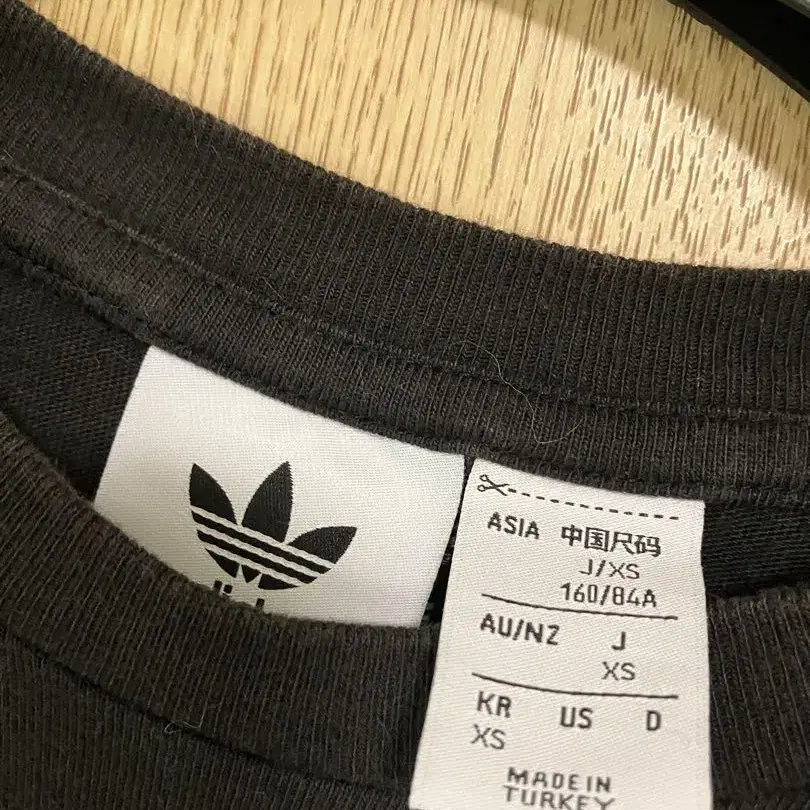 ASIA 中国尺码
J/XS
160/84A
AU/NZ J
XS
KR US D
XS
MADE IN
TURKEY